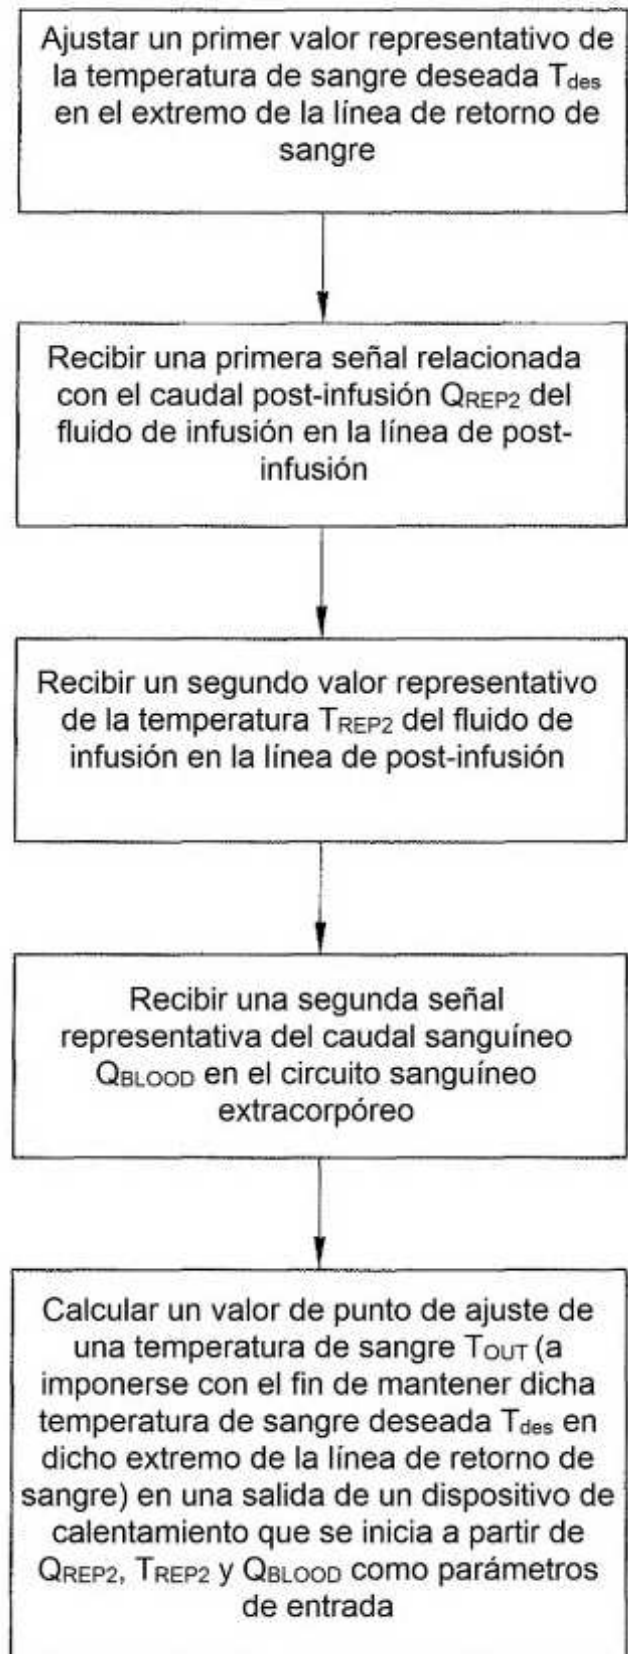 Ajustar un primer valor representativo de
la temperatura de sangre deseada Tdes
en el extremo de la línea de retorno de
sangre
Recibir una primera señal relacionada
con el caudal post-infusión QREP2 del
fluido de infusión en la línea de post-
infusión
Recibir un segundo valor representativo
de la temperatura TREP2 del fluido de
infusión en la línea de post-infusión
Recibir una segunda señal
representativa del caudal sanguíneo
QBLOOD en el circuito sanguíneo
extracorpóreo
Calcular un valor de punto de ajuste de
una temperatura de sangre TOUT (a
imponerse con el fin de mantener dicha
temperatura de sangre deseada Tdes en
dicho extremo de la línea de retorno de
sangre) en una salida de un dispositivo de
calentamiento que se inicia a partir de
QREP2, TREP2 y QBLOOD como parámetros
de entrada